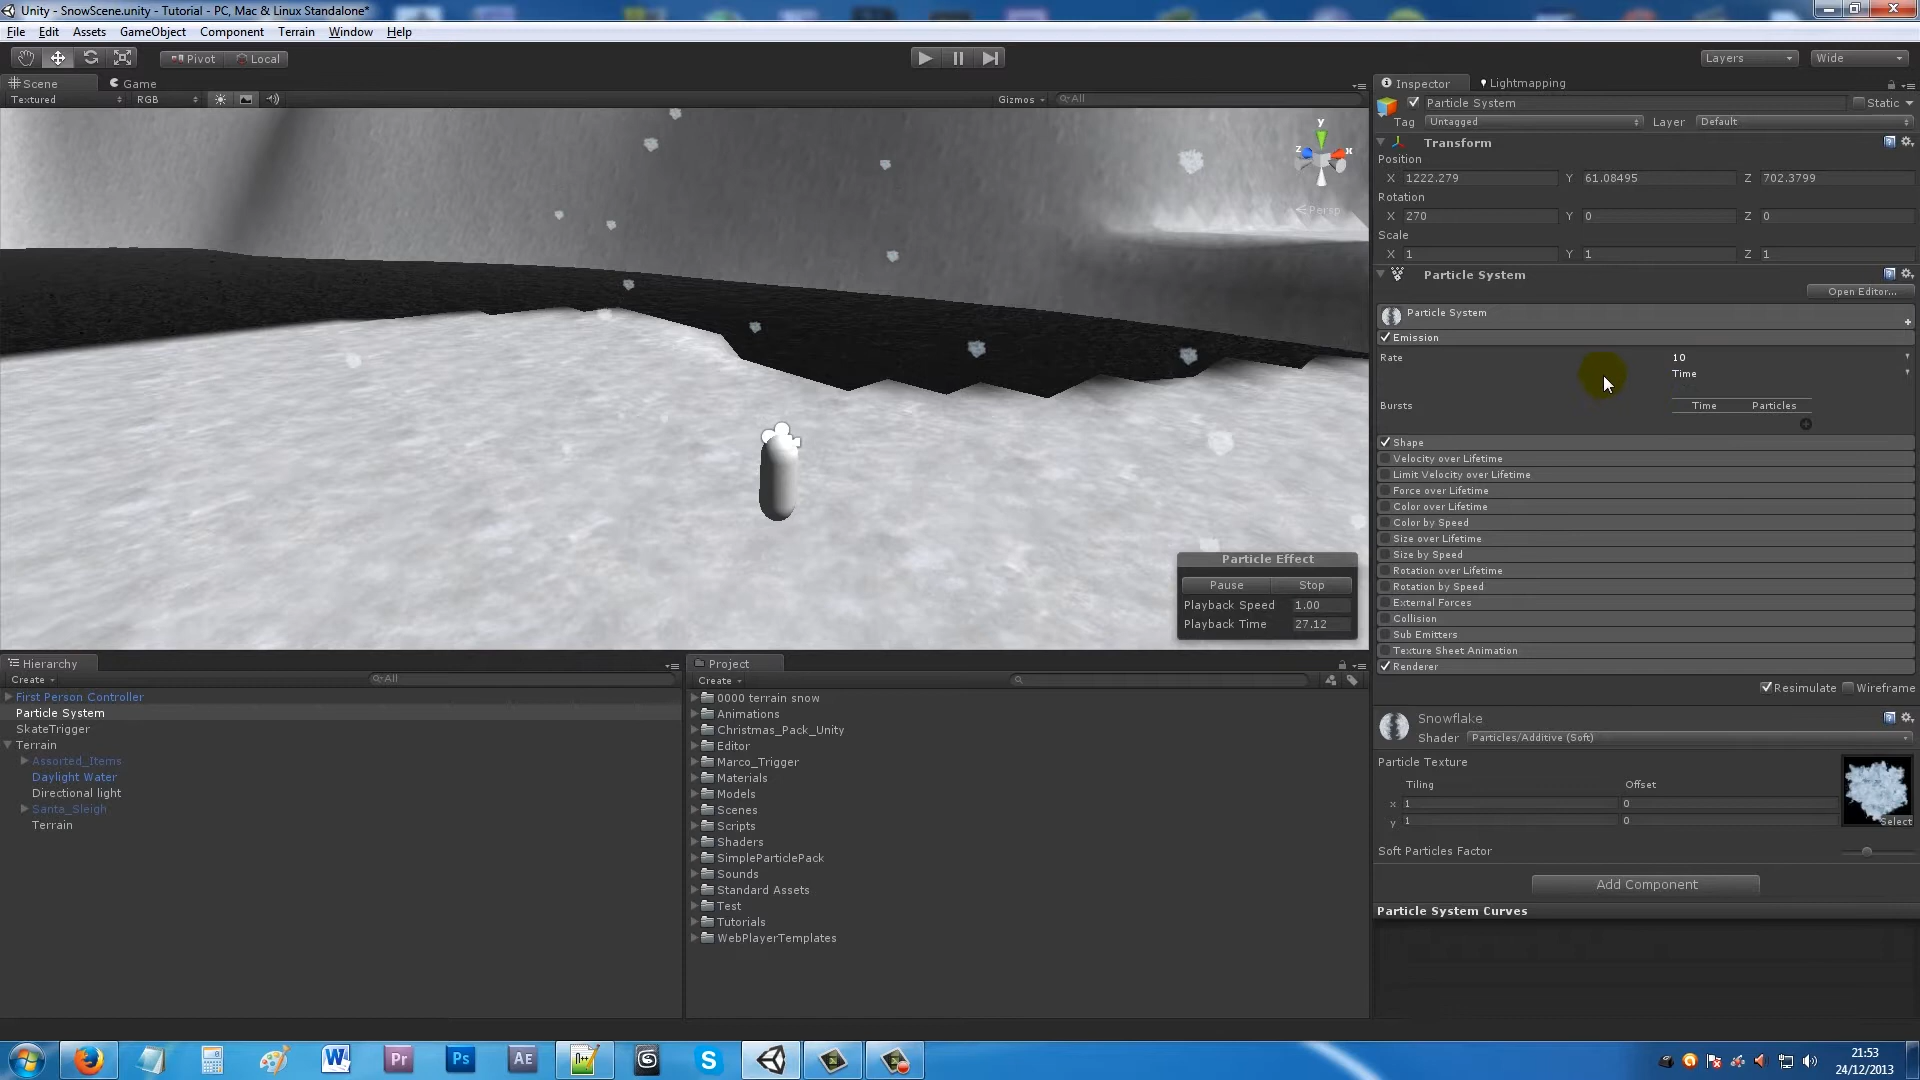 Unity - SnowScene.unity - Tutorial - PC, Mac & Linux Standalone*
File Edit Assets GameObject Component Terrain Window Help
Pivot Local
Layers Wide
Scene Game
Textured RGB Gizmos All
y
z x
Persp
Particle Effect
Pause Stop
Playback Speed 1.00
Playback Time 27.12
Inspector Lightmapping
Particle System Static
Tag Untagged Layer Default
Transform
Position
X 1222.279 Y 61.08495 Z 702.3799
Rotation
X 270 Y 0 Z 0
Scale
X 1 Y 1 Z 1
Particle System
Open Editor...
Particle System
Emission
Rate 10
Time
Bursts Time Particles
Shape
Velocity over Lifetime
Limit Velocity over Lifetime
Force over Lifetime
Color over Lifetime
Color by Speed
Size over Lifetime
Size by Speed
Rotation over Lifetime
Rotation by Speed
External Forces
Collision
Sub Emitters
Texture Sheet Animation
Renderer
Resimulate Wireframe
Snowflake
Shader Particles/Additive (Soft)
Particle Texture
Tiling Offset
x 1 0
y 1 0
Select
Soft Particles Factor
Add Component
Particle System Curves
Hierarchy
Create All
First Person Controller
Particle System
SkateTrigger
Terrain
Assorted_Items
Daylight Water
Directional light
Santa_Sleigh
Terrain
Project
Create
0000 terrain snow
Animations
Christmas_Pack_Unity
Editor
Marco_Trigger
Materials
Models
Scenes
Scripts
Shaders
SimpleParticlePack
Sounds
Standard Assets
Test
Tutorials
WebPlayerTemplates
W Pr Ps AE S
21:53
24/12/2013